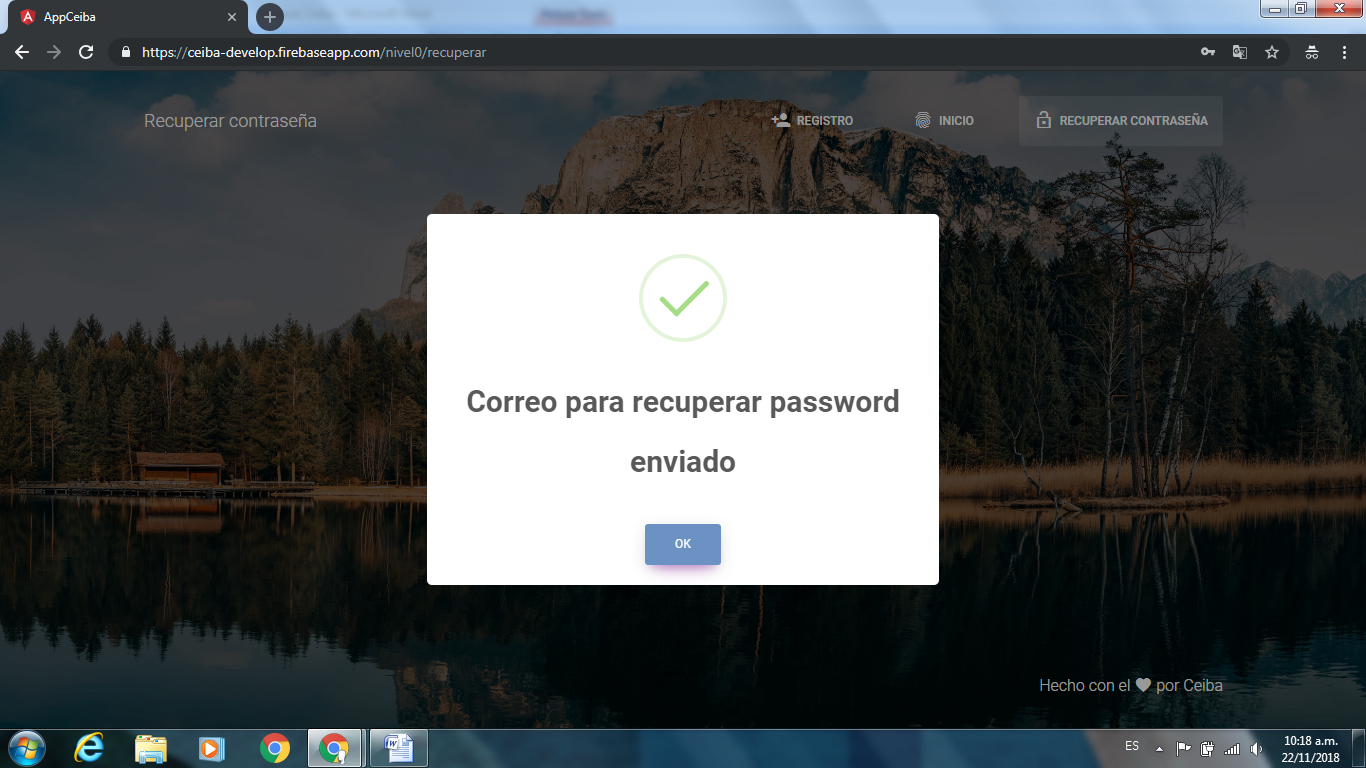 AppCeiba
https://ceiba-develop.firebaseapp.com/nivel0/recuperar
Recuperar contraseña
REGISTRO
INICIO
RECUPERAR CONTRASEÑA
Correo para recuperar password
enviado
OK
Hecho con el ♥ por Ceiba
ES
10:18 a.m.
22/11/2018